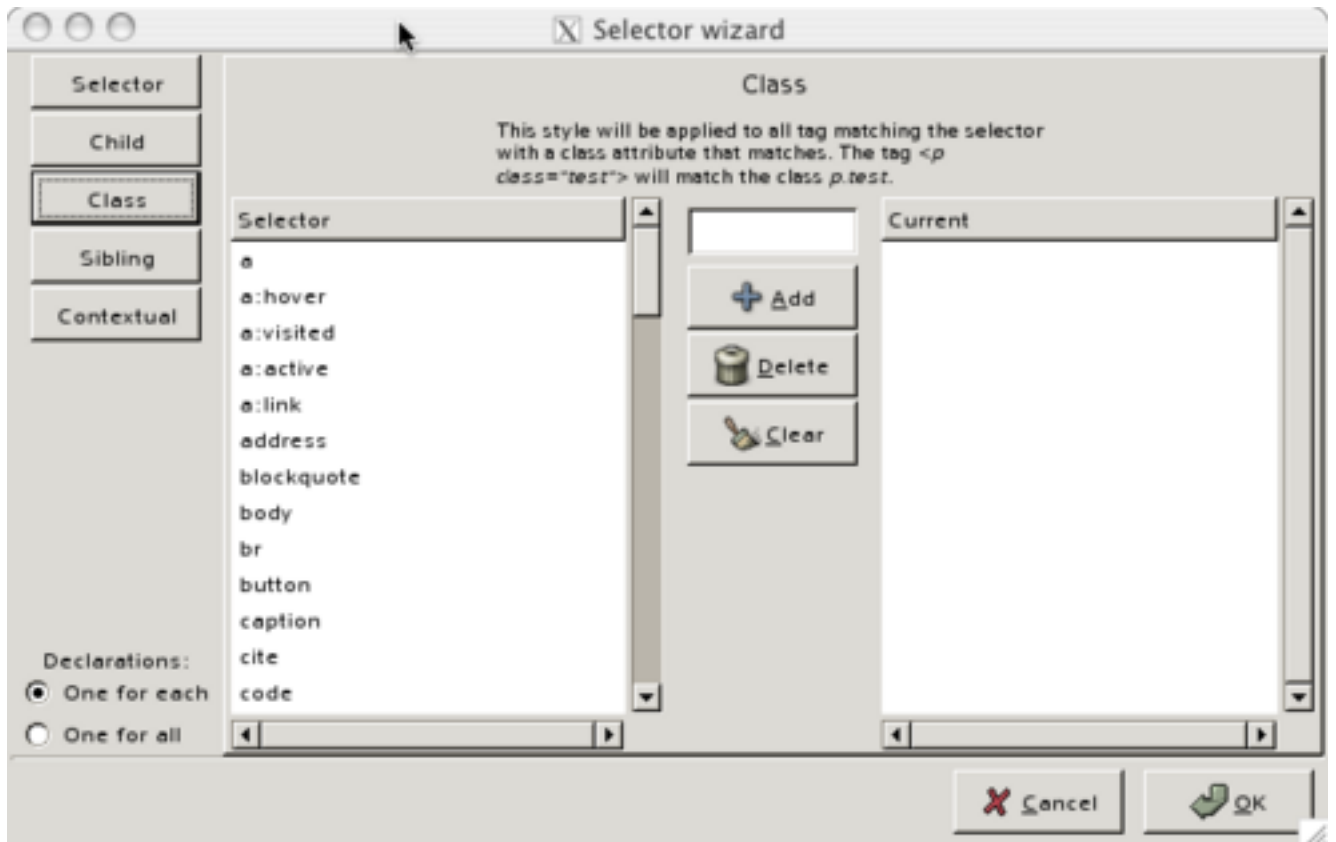 Selector wizard
Selector
Child
Class
Sibling
Contextual
Declarations:
One for each
One for all
Class
This style will be applied to all tag matching the selector
with a class attribute that matches. The tag <p
class="test"> will match the class p.test.
Selector
a
a:hover
a:visited
a:active
a:link
address
blockquote
body
br
button
caption
cite
code
Add
Delete
Clear
Current
Cancel
OK